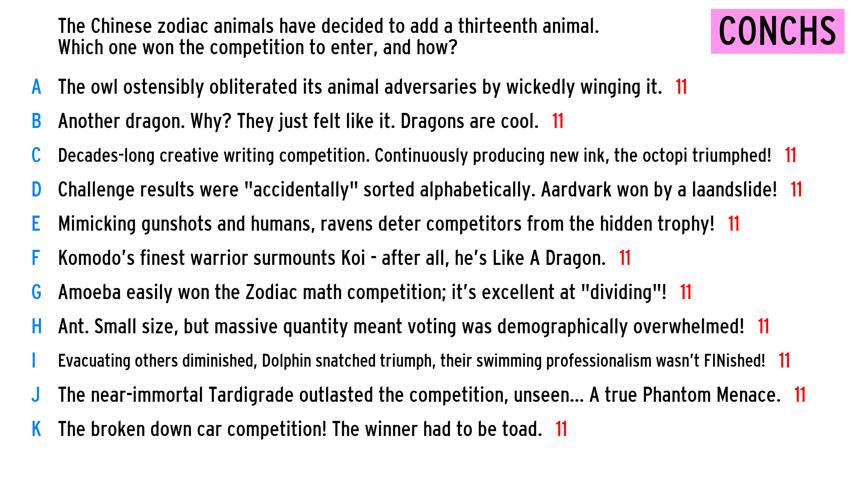 The Chinese zodiac animals have decided to add a thirteenth animal.
Which one won the competition to enter, and how?
CONCHS
A The owl ostensibly obliterated its animal adversaries by wickedly winging it. 11
B Another dragon. Why? They just felt like it. Dragons are cool. 11
C Decades-long creative writing competition. Continuously producing new ink, the octopi triumphed! 11
D Challenge results were "accidentally" sorted alphabetically. Aardvark won by a laandslide! 11
E Mimicking gunshots and humans, ravens deter competitors from the hidden trophy! 11
F Komodo's finest warrior surmounts Koi - after all, he's Like A Dragon. 11
G Amoeba easily won the Zodiac math competition; it's excellent at "dividing"! 11
H Ant. Small size, but massive quantity meant voting was demographically overwhelmed! 11
I Evacuating others diminished, Dolphin snatched triumph, their swimming professionalism wasn't FINished! 11
J The near-immortal Tardigrade outlasted the competition, unseen... A true Phantom Menace. 11
K The broken down car competition! The winner had to be toad. 11